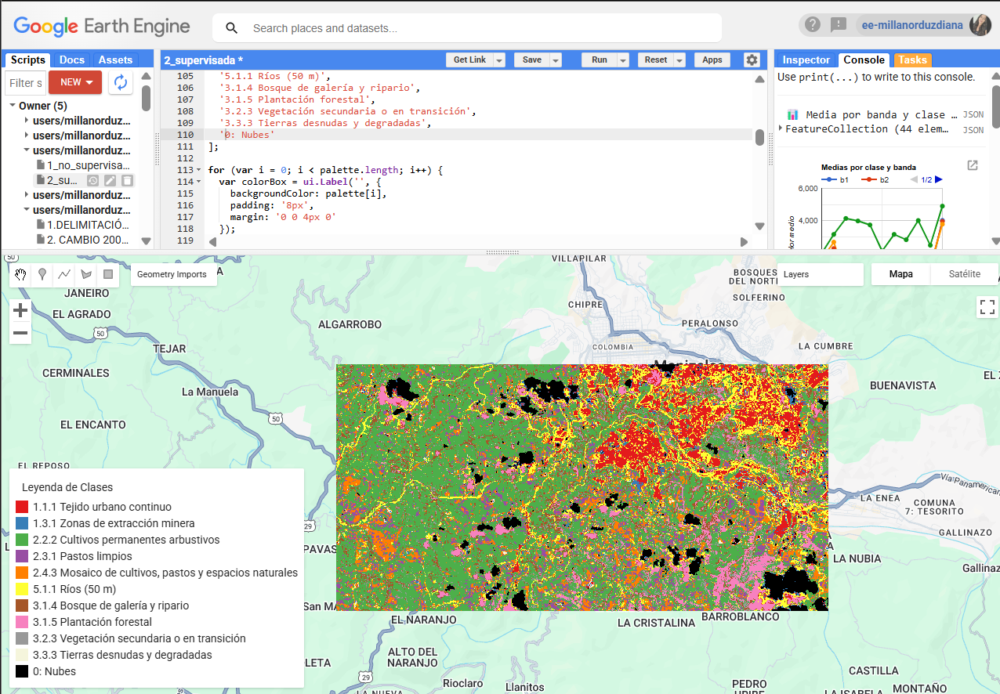 Google Earth Engine
Search places and datasets...
ee-millanorduzdiana
Scripts
Docs
Assets
Filter s
NEW
Owner (5)
users/millanorduz...
users/millanorduz...
users/millanorduz...
1_no_supervisa...
2_su...
users/millanorduz...
users/millanorduz...
1.DELIMITACIÓ...
2. CAMBIO 200...
2_supervisada *
Get Link
Save
Run
Reset
Apps
105 '5.1.1 Ríos (50 m)',
106 '3.1.4 Bosque de galería y ripario',
107 '3.1.5 Plantación forestal',
108 '3.2.3 Vegetación secundaria o en transición',
109 '3.3.3 Tierras desnudas y degradadas',
110 '0: Nubes'
111 ];
112
113 for (var i = 0; i < palette.length; i++) {
114 var colorBox = ui.Label('', {
115 backgroundColor: palette[i],
116 padding: '8px',
117 margin: '0 0 4px 0'
118 });
119
Inspector
Console
Tasks
Use print(...) to write to this console.
Media por banda y clase …
JSON
FeatureCollection (44 elem…
JSON
Medias por clase y banda
b1
b2
1/2
6,000
4,000
lor medio
Geometry Imports
Layers
Mapa
Satélite
50
A
JANEIRO
EL AGRADO
50
TEJAR
CERMINALES
La Manuela
50
EL ENCANTO
EL REPOSO
ALGARROBO
VILLAPILAR
CHIPRE
COLOMBIA
BOSQUES
DEL NORTE
SOLFERINO
PERALONSO
LA CUMBRE
BUENAVISTA
EL
Vía Panamericana
LA ENEA
COMUNA
7: TESORITO
GALLINAZO
A
LA NUBIA
Gallinaz
29
PAVAS
San MA
EL NARANJO
LA CRISTALINA
BARROBLANCO
ALTO DEL
NARANJO
LETA
29
Rioclaro
Llanitos
LA NUEVA
PEDRO
URIBE
CASTILLA
LA ISABELA
MONTAÑO
Leyenda de Clases
1.1.1 Tejido urbano continuo
1.3.1 Zonas de extracción minera
2.2.2 Cultivos permanentes arbustivos
2.3.1 Pastos limpios
2.4.3 Mosaico de cultivos, pastos y espacios naturales
5.1.1 Ríos (50 m)
3.1.4 Bosque de galería y ripario
3.1.5 Plantación forestal
3.2.3 Vegetación secundaria o en transición
3.3.3 Tierras desnudas y degradadas
0: Nubes